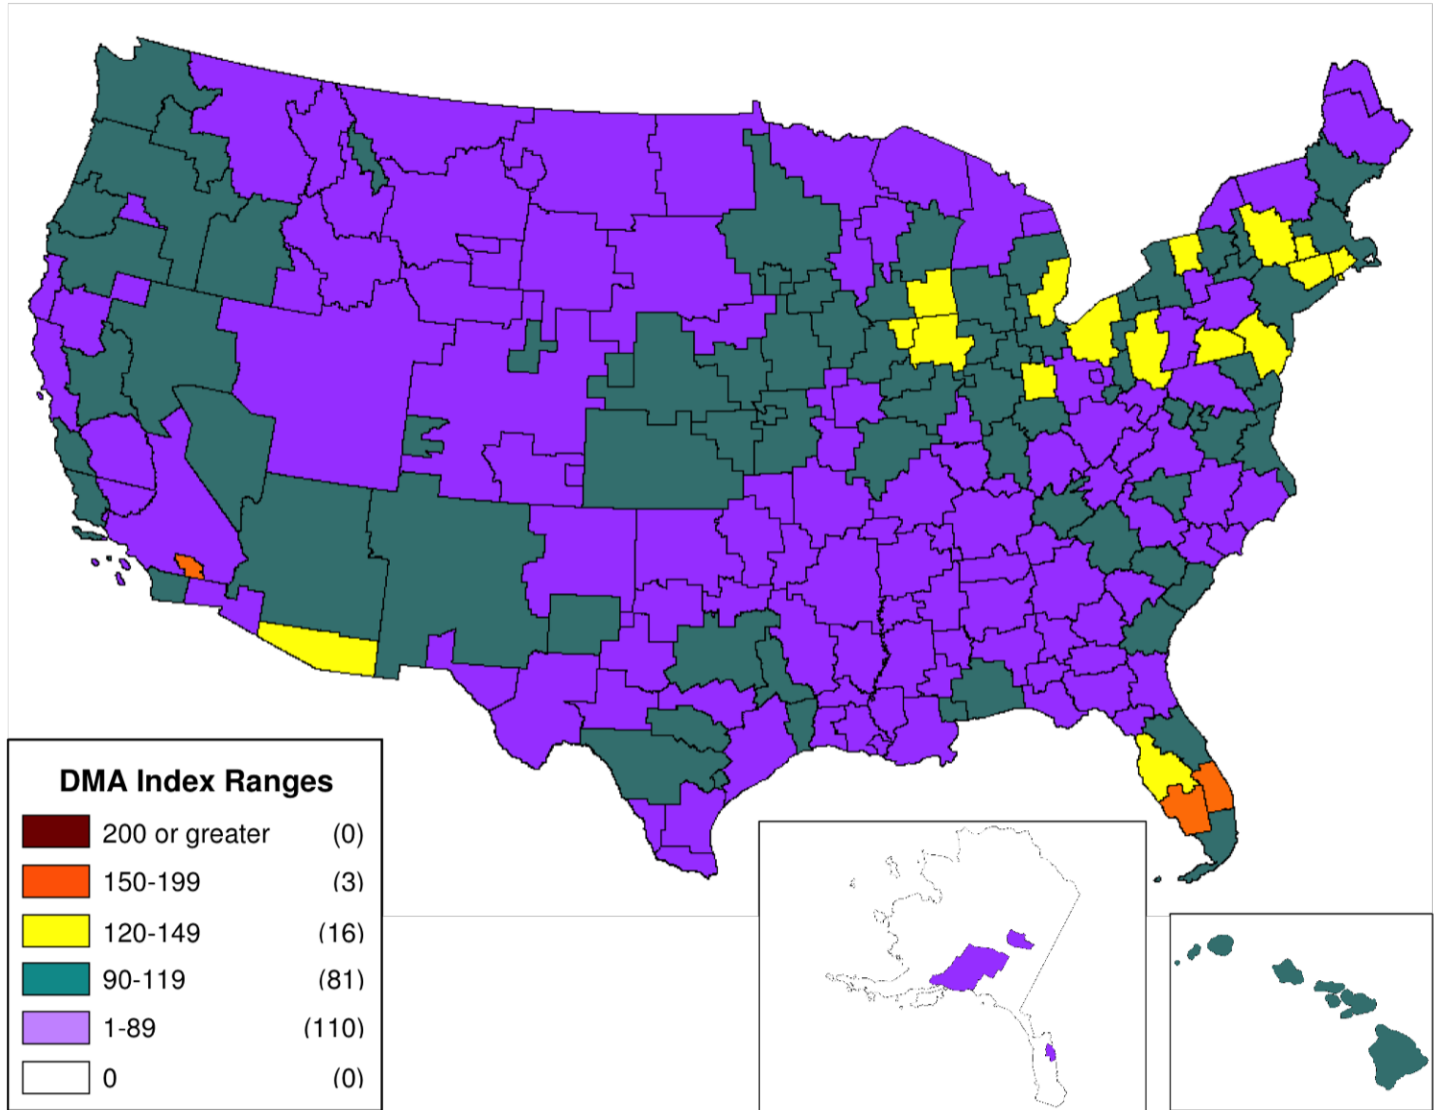 DMA Index Ranges
200 or greater (0)
150-199 (3)
120-149 (16)
90-119 (81)
1-89 (110)
0 (0)